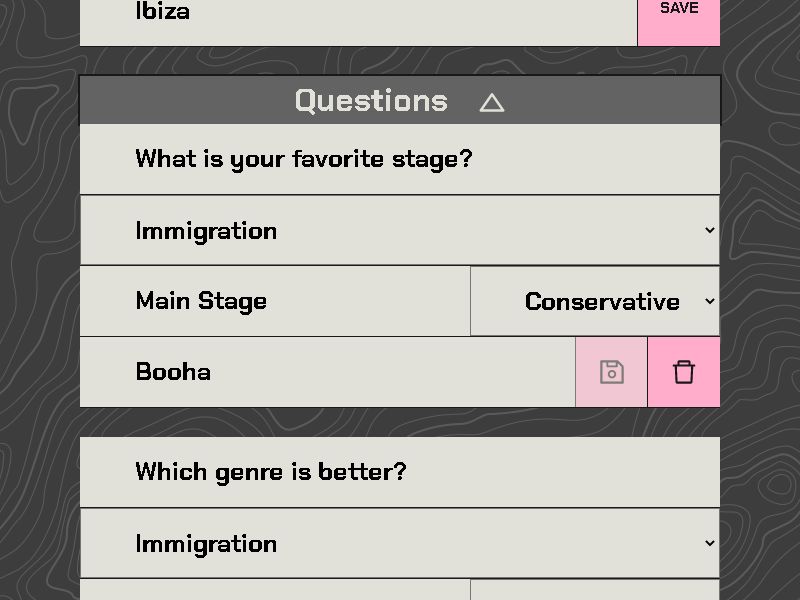 Ibiza
SAVE
Questions
What is your favorite stage?
Immigration
Main Stage
Conservative
Booha
Which genre is better?
Immigration